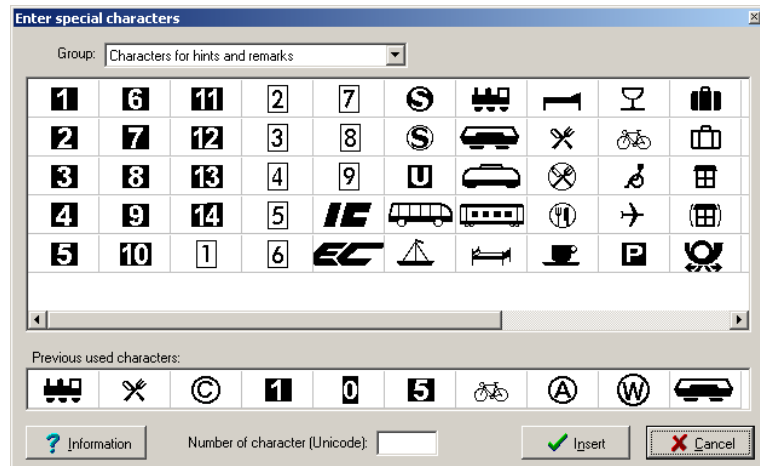 Enter special characters
Group: Characters for hints and remarks
1 6 11 2 7 S
2 7 12 3 8 S
3 8 13 4 9 U
4 9 14 5 IC
5 10 1 6 EC P
Previous used characters:
© 1 0 5 A W
? Information Number of character (Unicode): Insert Cancel